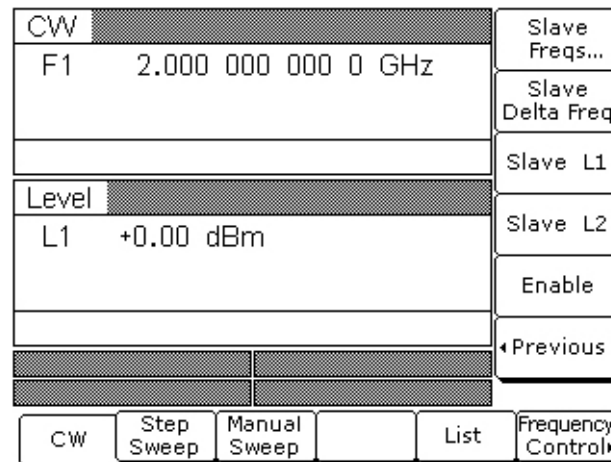 CW
F1 2.000 000 000 0 GHz
Level
L1 +0.00 dBm
Slave
Freqs...
Slave
Delta Freq
Slave L1
Slave L2
Enable
Previous
CW
Step
Sweep
Manual
Sweep
List
Frequency
Control